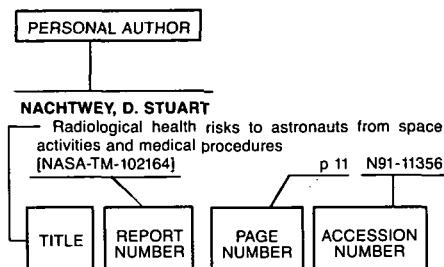 PERSONAL AUTHOR
NACHTWEY, D. STUART
Radiological health risks to astronauts from space
activities and medical procedures
[NASA-TM-102164] p 11 N91-11356
TITLE REPORT NUMBER PAGE NUMBER ACCESSION NUMBER